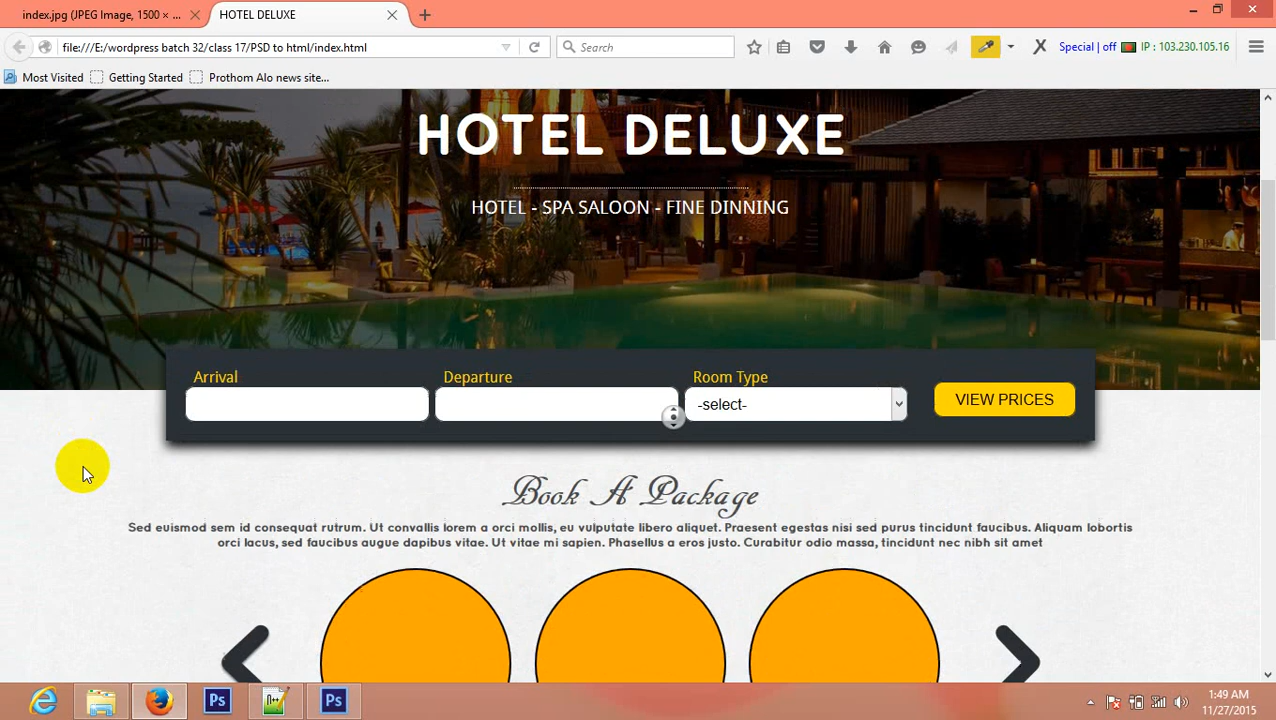 index.jpg (JPEG Image, 1500 × ...
HOTEL DELUXE
file:///E:/wordpress batch 32/class 17/PSD to html/index.html
Search
Special | off
IP : 103.230.105.16
Most Visited
Getting Started
Prothom Alo news site...
HOTEL DELUXE
HOTEL - SPA SALOON - FINE DINNING
Arrival
Departure
Room Type
-select-
VIEW PRICES
Book A Package
Sed euismod sem id consequat rutrum. Ut convallis lorem a orci mollis, eu vulputate libero aliquet. Praesent egestas nisi sed purus tincidunt faucibus. Aliquam lobortis
orci lacus, sed faucibus augue dapibus vitae. Ut vitae mi sapien. Phasellus a eros justo. Curabitur odio massa, tincidunt nec nibh sit amet
Ps
Ps
1:49 AM
11/27/2015